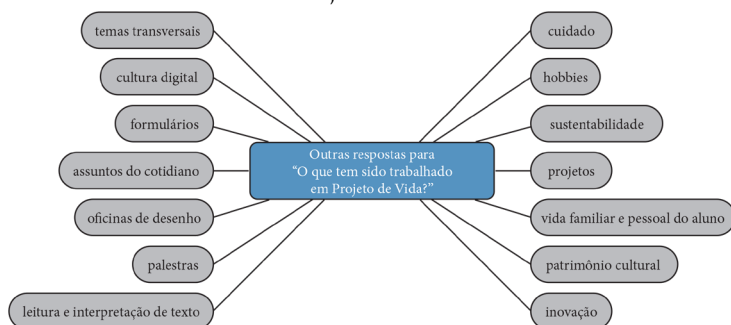 temas transversais
cultura digital
formulários
assuntos do cotidiano
oficinas de desenho
palestras
leitura e interpretação de texto
Outras respostas para
“O que tem sido trabalhado
em Projeto de Vida?”
cuidado
hobbies
sustentabilidade
projetos
vida familiar e pessoal do aluno
patrimônio cultural
inovação